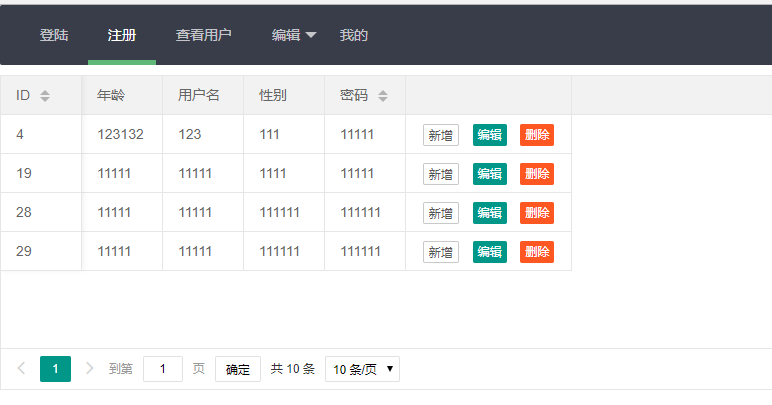 登陆 注册 查看用户 编辑 我的
ID 年龄 用户名 性别 密码
4 123132 123 111 11111 新增 编辑 删除
19 11111 11111 1111 11111 新增 编辑 删除
28 11111 11111 111111 111111 新增 编辑 删除
29 11111 11111 111111 111111 新增 编辑 删除
1 到第 1 页 确定 共 10 条 10 条/页